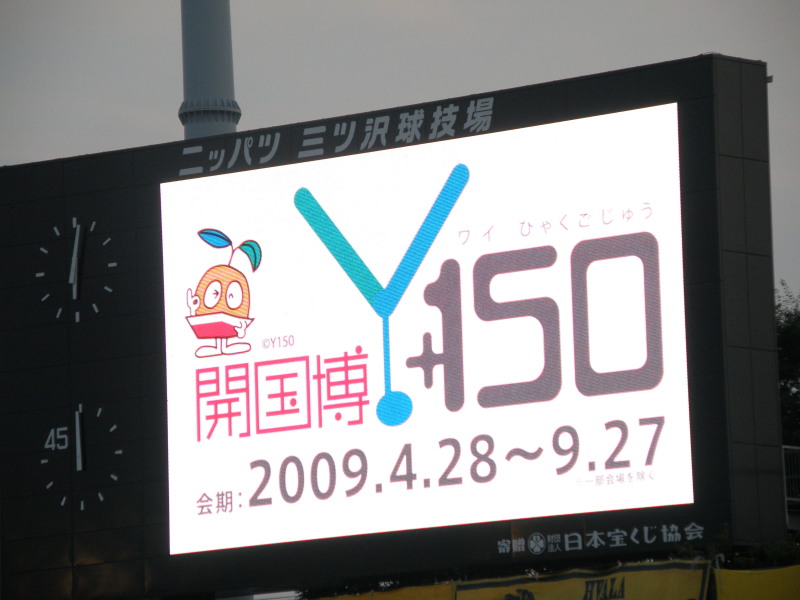 ニッパツ 三ツ沢球技場
ワイ ひゃくごじゅう
Y+150
©Y150
開国博
45
会期：2009.4.28～9.27
※一部会場を除く
寄贈 財団法人 日本宝くじ協会
HYALA